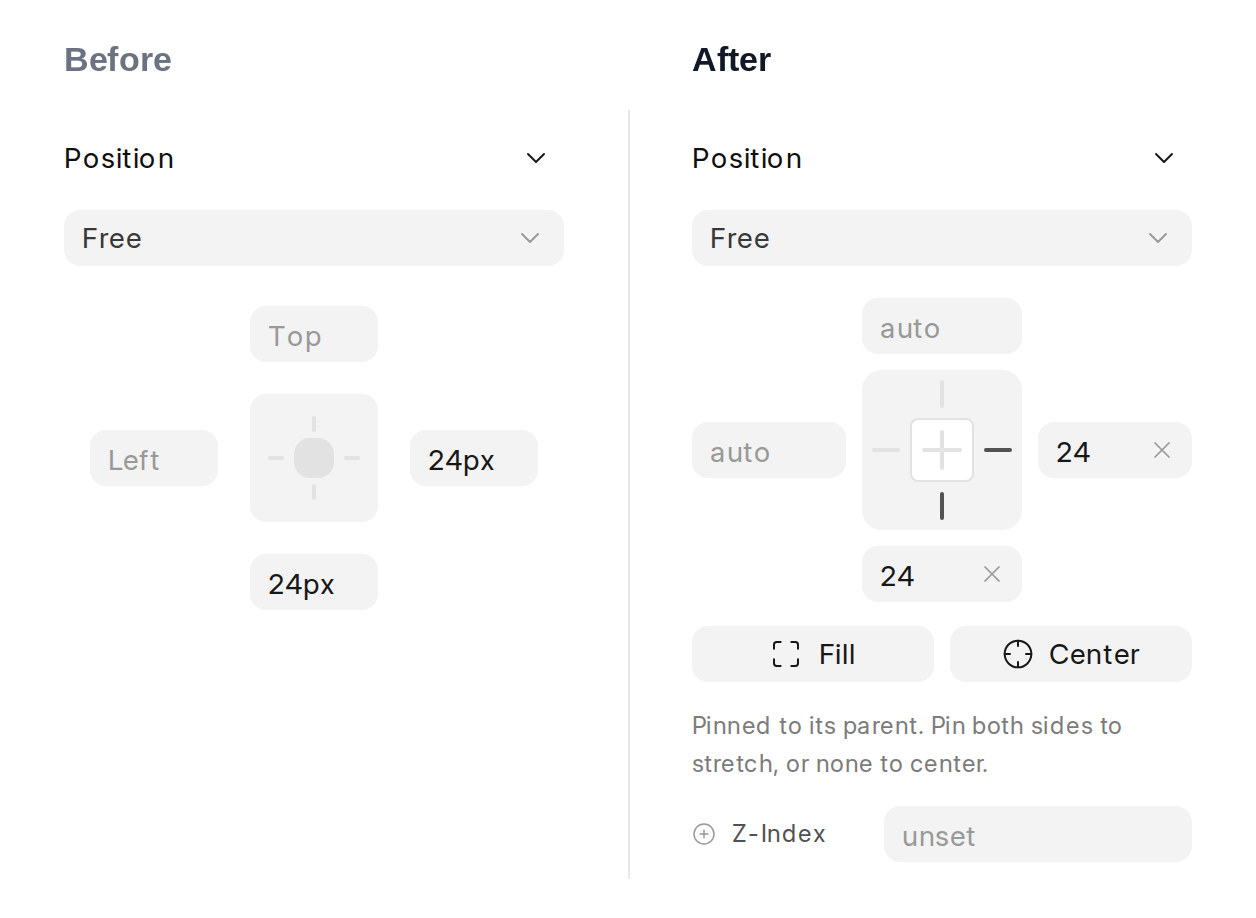 Before
Position
Free
Top
Left
24px
24px
After
Position
Free
auto
auto
24
24
Fill
Center
Pinned to its parent. Pin both sides to
stretch, or none to center.
Z-Index
unset